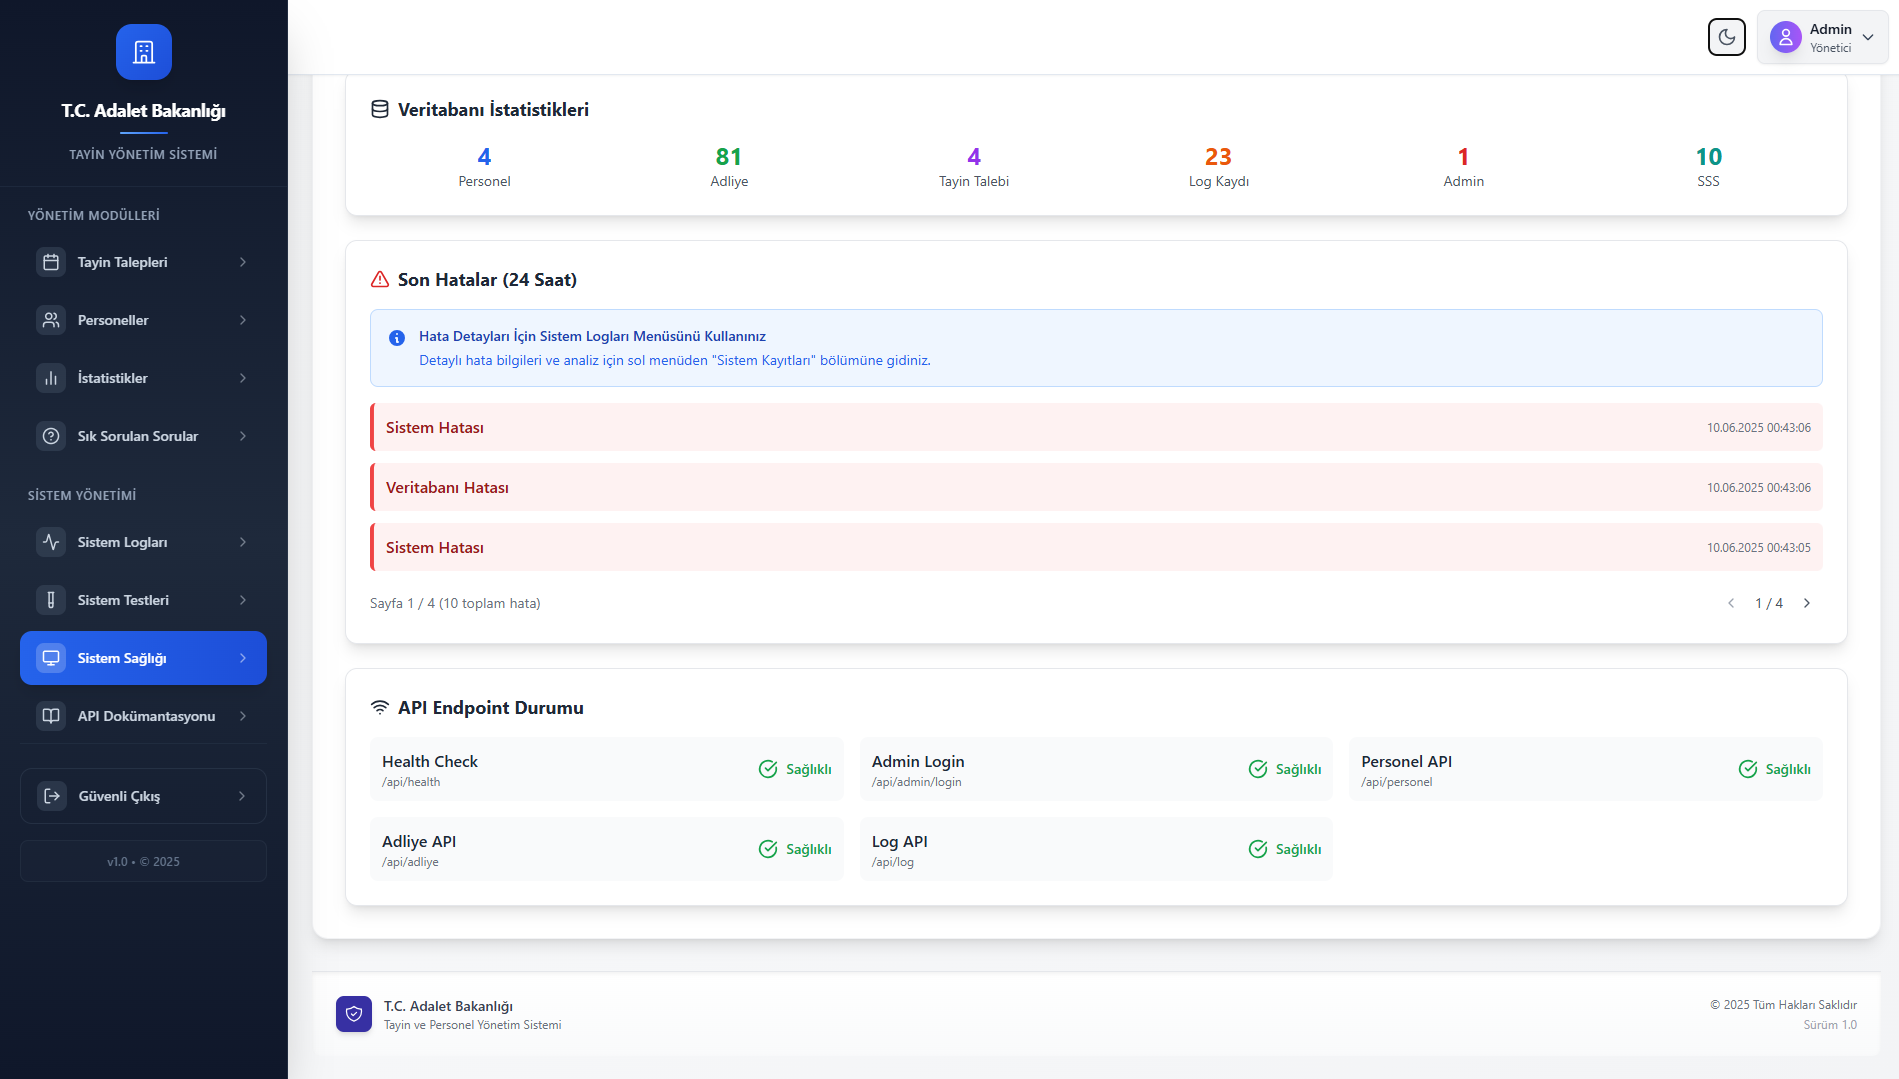 T.C. Adalet Bakanlığı
TAYİN YÖNETİM SİSTEMİ
YÖNETİM MODÜLLERİ
Tayin Talepleri
Personeller
İstatistikler
Sık Sorulan Sorular
SİSTEM YÖNETİMİ
Sistem Logları
Sistem Testleri
Sistem Sağlığı
API Dokümantasyonu
Güvenli Çıkış
v1.0 • © 2025
Admin
Yönetici
Veritabanı İstatistikleri
4 81 4 23 1 10
Personel Adliye Tayin Talebi Log Kaydı Admin SSS
Son Hatalar (24 Saat)
Hata Detayları İçin Sistem Logları Menüsünü Kullanınız
Detaylı hata bilgileri ve analiz için sol menüden "Sistem Kayıtları" bölümüne gidiniz.
Sistem Hatası 10.06.2025 00:43:06
Veritabanı Hatası 10.06.2025 00:43:06
Sistem Hatası 10.06.2025 00:43:05
Sayfa 1 / 4 (10 toplam hata) 1 / 4
API Endpoint Durumu
Health Check
/api/health
Sağlıklı
Admin Login
/api/admin/login
Sağlıklı
Personel API
/api/personel
Sağlıklı
Adliye API
/api/adliye
Sağlıklı
Log API
/api/log
Sağlıklı
T.C. Adalet Bakanlığı
Tayin ve Personel Yönetim Sistemi
© 2025 Tüm Hakları Saklıdır
Sürüm 1.0